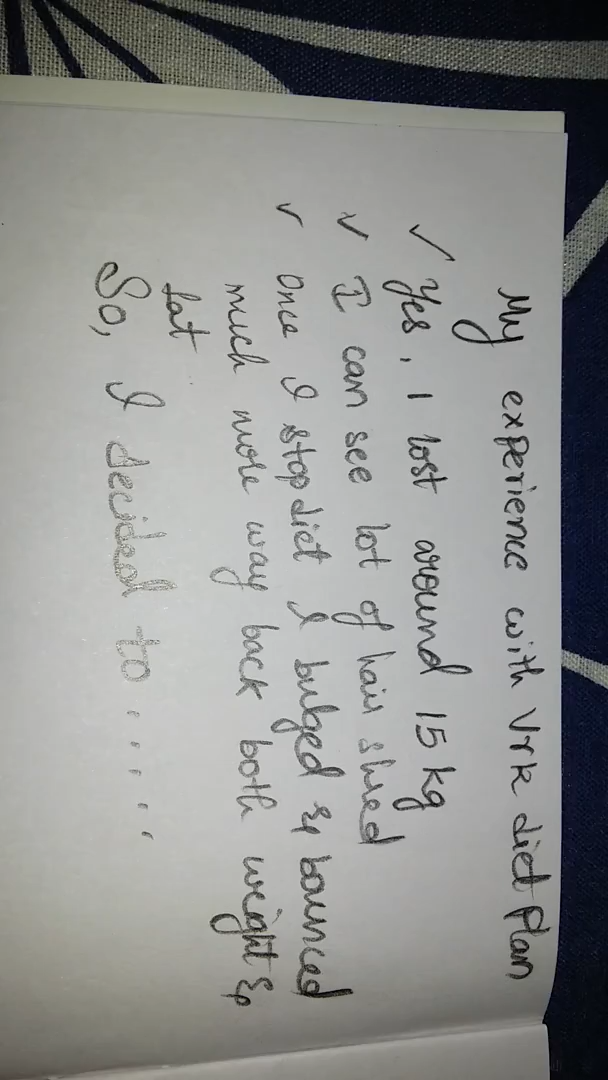 My experience with Vrk diet plan
✓ Yes, I lost around 15 kg
✓ I can see lot of hair shred
✓ Once I stop diet I bulged & bounced
much more way back both weight &
fat
So, I decided to......